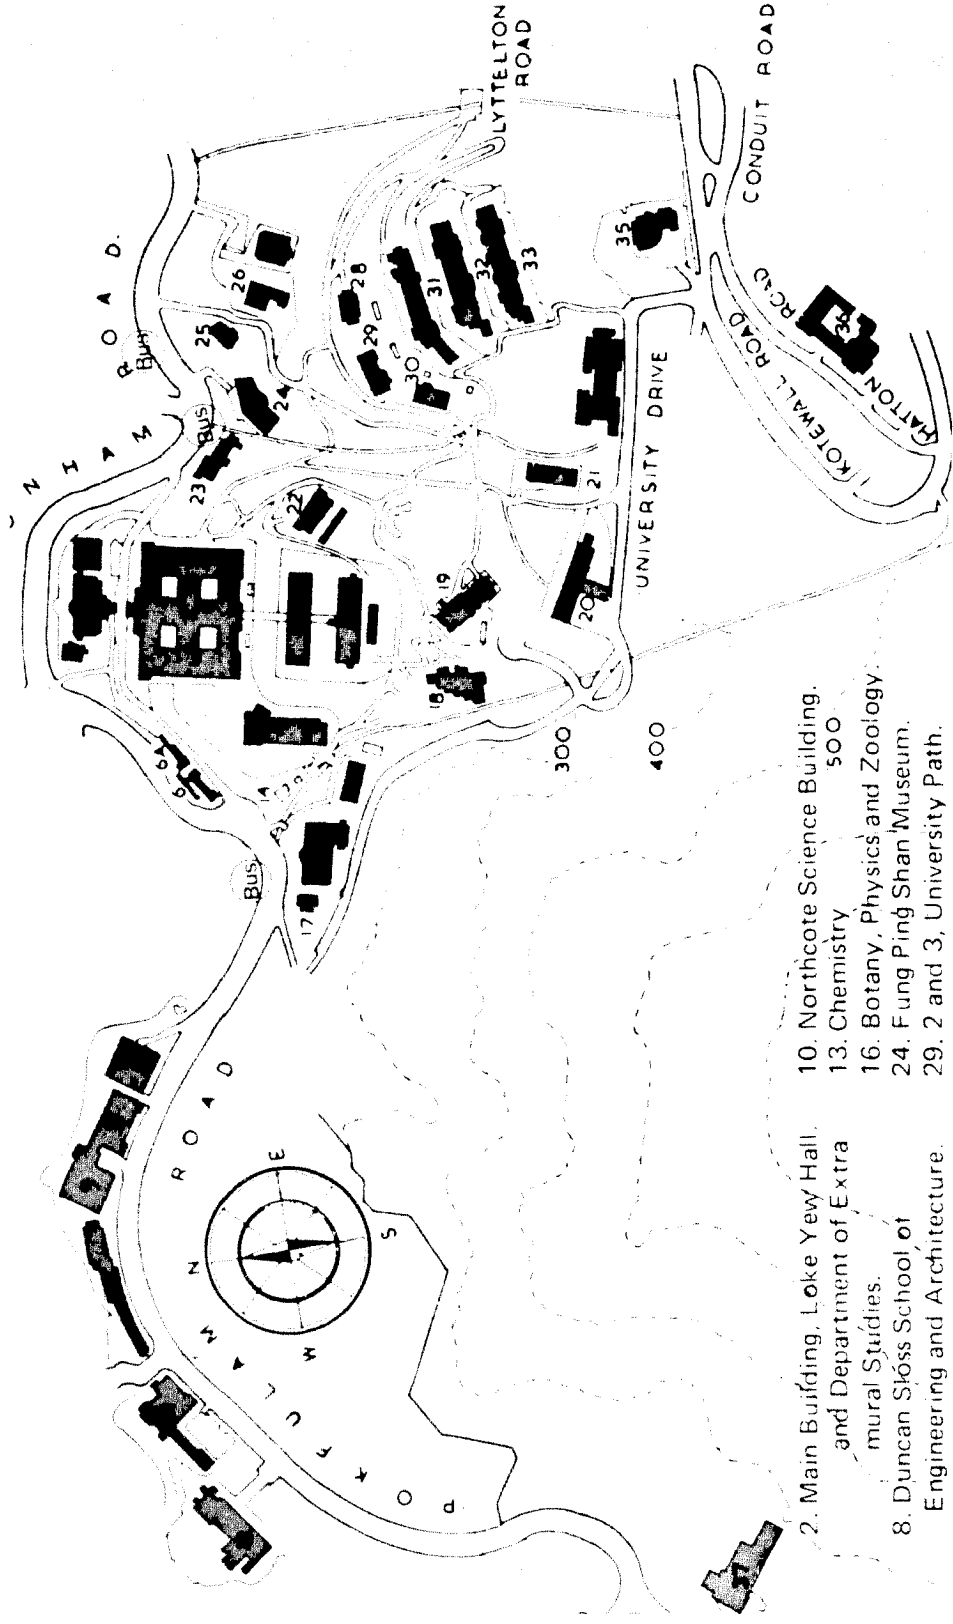 BONHAM ROAD.
Bus
Bus
Bus
POKFULAM ROAD
N
E
S
W
LYTTELTON
ROAD
CONDUIT ROAD
KOTEWALL ROAD
HATTON ROAD
UNIVERSITY DRIVE
6
6A
17
18
19
20
21
22
23
24
25
26
28
29
30
31
32
33
35
36
37
300
400
500
2. Main Building, Loke Yew Hall.
and Department of Extra
mural Studies.
8. Duncan Sloss School of
Engineering and Architecture.
10. Northcote Science Building.
13. Chemistry
16. Botany, Physics and Zoology.
24. Fung Ping Shan Museum.
29. 2 and 3, University Path.